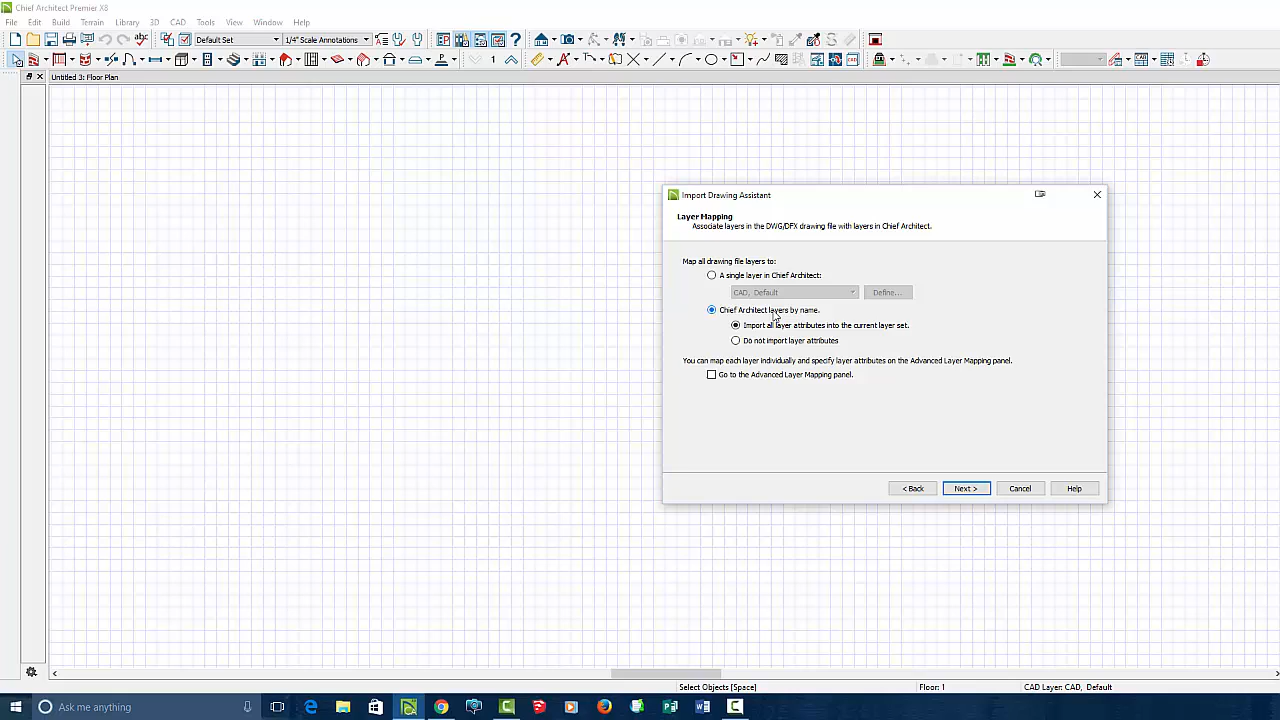 Chief Architect Premier X8
File Edit Build Terrain Library 3D CAD Tools View Window Help
Default Set 1/4" Scale Annotations
1
Untitled 3: Floor Plan
Import Drawing Assistant
Layer Mapping
Associate layers in the DWG/DFX drawing file with layers in Chief Architect.
Map all drawing file layers to:
A single layer in Chief Architect:
CAD, Default Define...
Chief Architect layers by name.
Import all layer attributes into the current layer set.
Do not import layer attributes
You can map each layer individually and specify layer attributes on the Advanced Layer Mapping panel.
Go to the Advanced Layer Mapping panel.
< Back Next > Cancel Help
Select Objects [Space] Floor: 1 CAD Layer: CAD, Default
Ask me anything